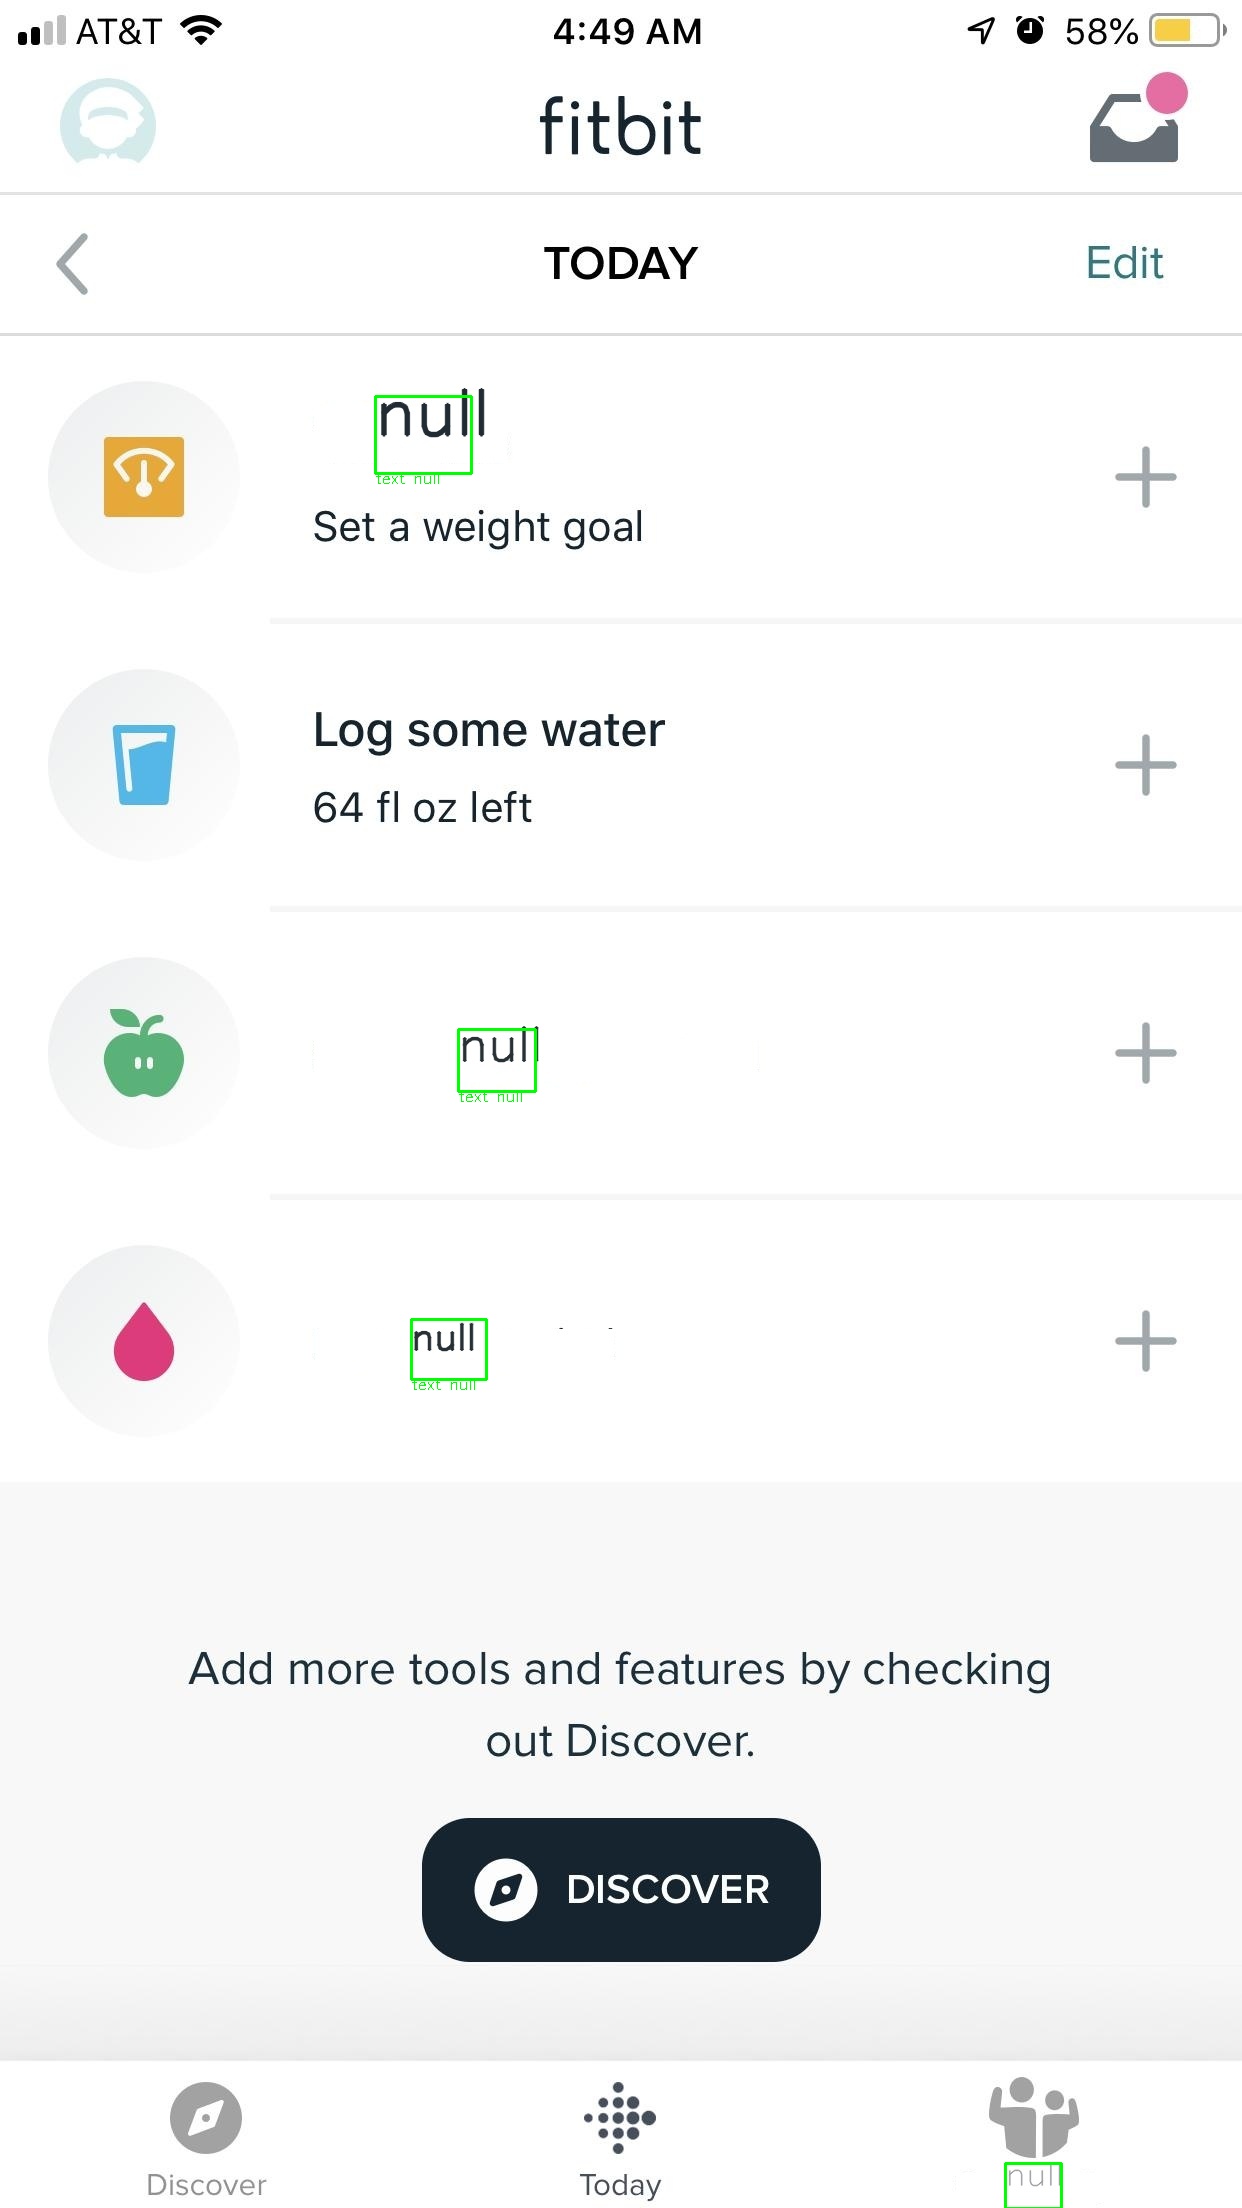 AT&T 4:49 AM 58%
fitbit
TODAY Edit
null
text null
Set a weight goal
Log some water
64 fl oz left
null
text null
null
text null
Add more tools and features by checking
out Discover.
DISCOVER
Discover Today null